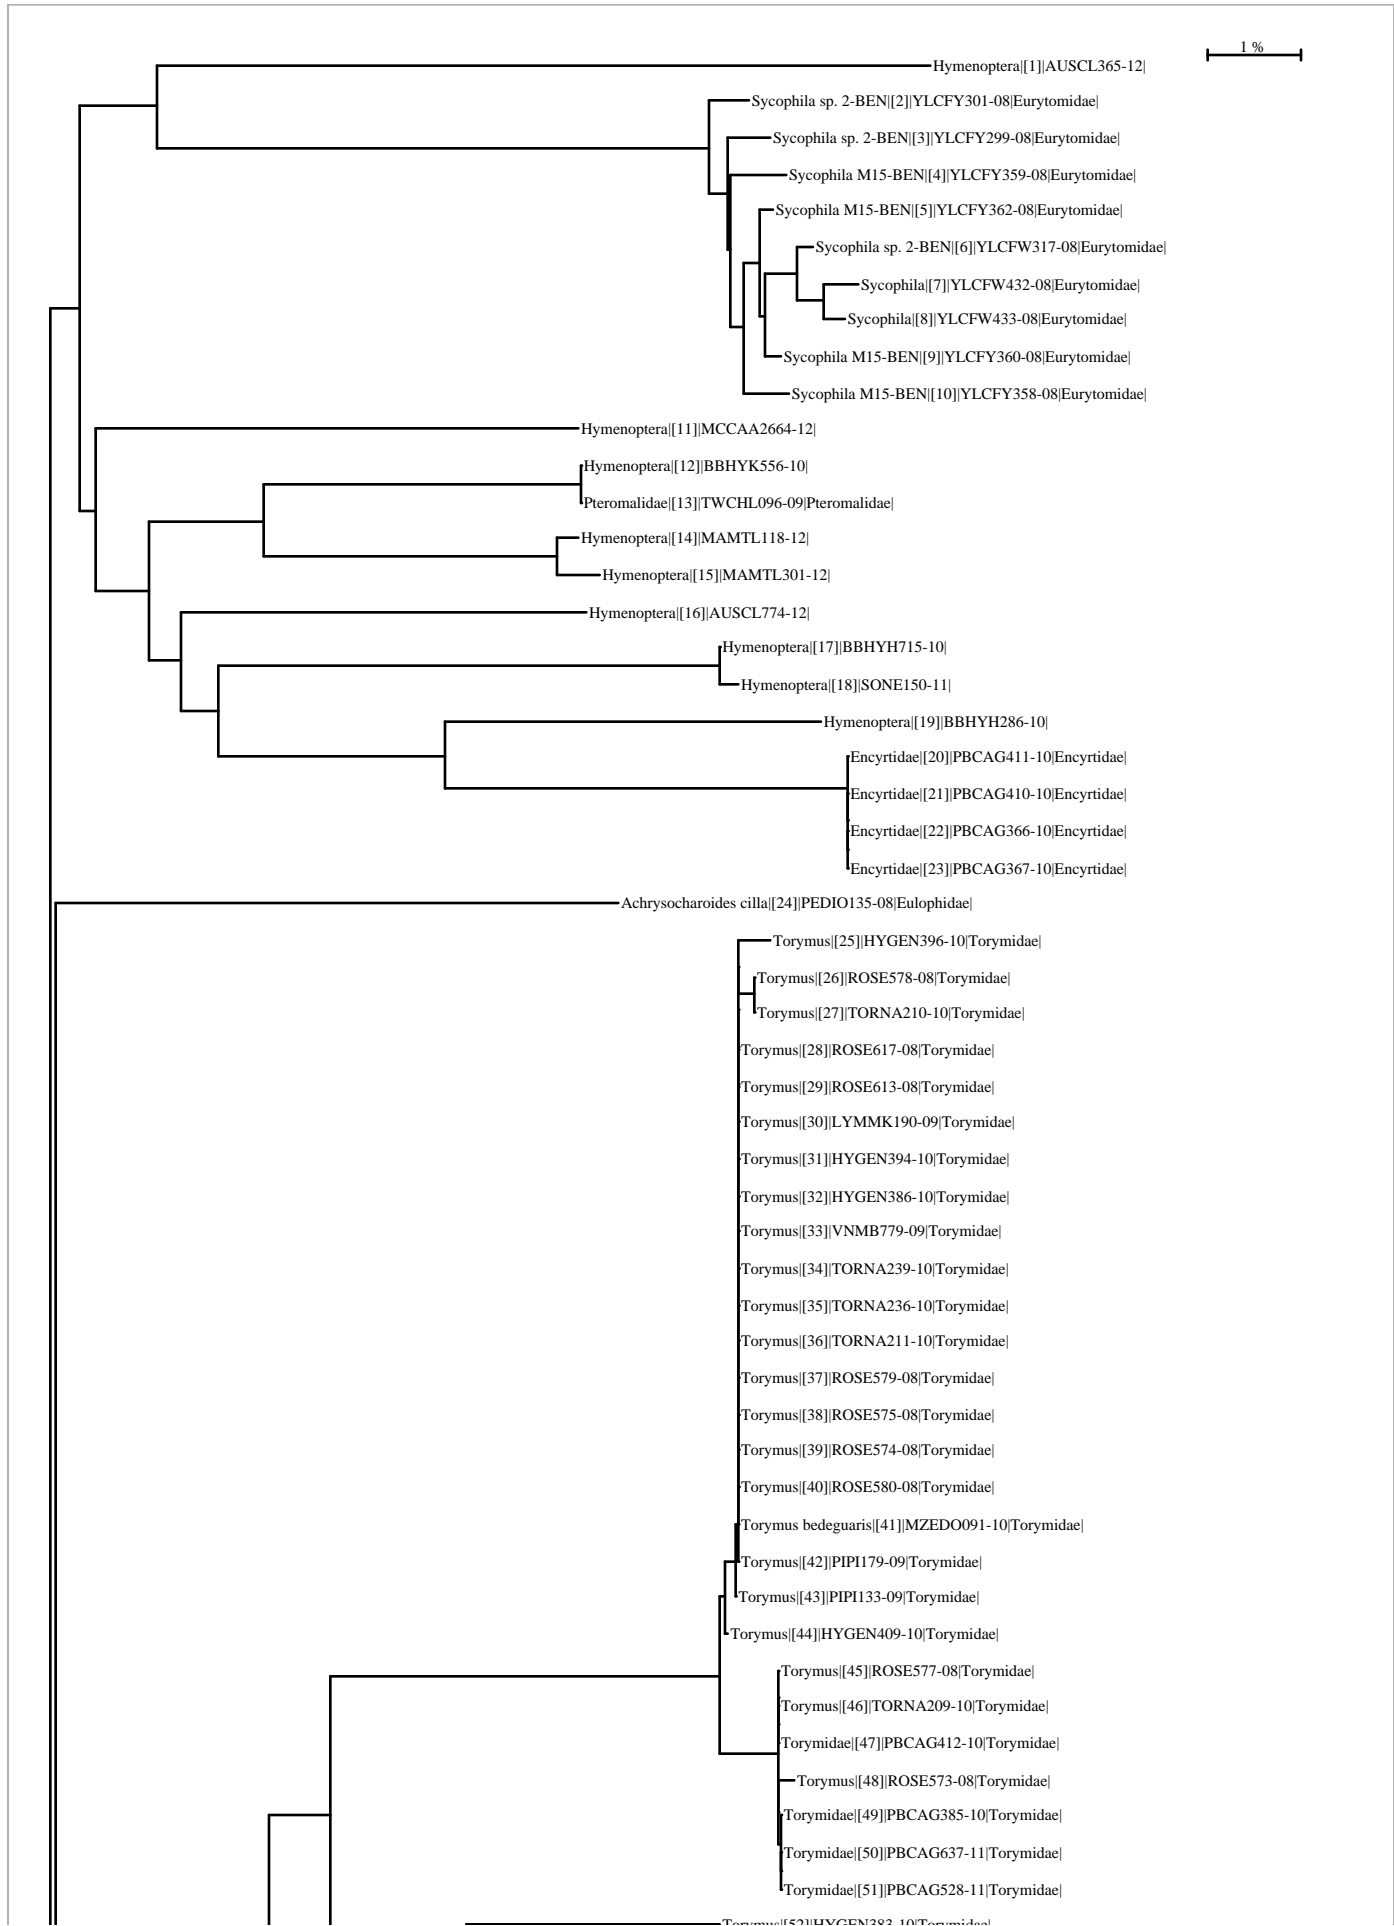 1 %
Hymenoptera|[1]|AUSCL365-12|
Sycophila sp. 2-BEN|[2]|YLCFY301-08|Eurytomidae|
Sycophila sp. 2-BEN|[3]|YLCFY299-08|Eurytomidae|
Sycophila M15-BEN|[4]|YLCFY359-08|Eurytomidae|
Sycophila M15-BEN|[5]|YLCFY362-08|Eurytomidae|
Sycophila sp. 2-BEN|[6]|YLCFW317-08|Eurytomidae|
Sycophila|[7]|YLCFW432-08|Eurytomidae|
Sycophila|[8]|YLCFW433-08|Eurytomidae|
Sycophila M15-BEN|[9]|YLCFY360-08|Eurytomidae|
Sycophila M15-BEN|[10]|YLCFY358-08|Eurytomidae|
Hymenoptera|[11]|MCCAA2664-12|
Hymenoptera|[12]|BBHYK556-10|
Pteromalidae|[13]|TWCHL096-09|Pteromalidae|
Hymenoptera|[14]|MAMTL118-12|
Hymenoptera|[15]|MAMTL301-12|
Hymenoptera|[16]|AUSCL774-12|
Hymenoptera|[17]|BBHYH715-10|
Hymenoptera|[18]|SONE150-11|
Hymenoptera|[19]|BBHYH286-10|
Encyrtidae|[20]|PBCAG411-10|Encyrtidae|
Encyrtidae|[21]|PBCAG410-10|Encyrtidae|
Encyrtidae|[22]|PBCAG366-10|Encyrtidae|
Encyrtidae|[23]|PBCAG367-10|Encyrtidae|
Achrysocharoides cilla|[24]|PEDIO135-08|Eulophidae|
Torymus|[25]|HYGEN396-10|Torymidae|
Torymus|[26]|ROSE578-08|Torymidae|
Torymus|[27]|TORNA210-10|Torymidae|
Torymus|[28]|ROSE617-08|Torymidae|
Torymus|[29]|ROSE613-08|Torymidae|
Torymus|[30]|LYMMK190-09|Torymidae|
Torymus|[31]|HYGEN394-10|Torymidae|
Torymus|[32]|HYGEN386-10|Torymidae|
Torymus|[33]|VNMB779-09|Torymidae|
Torymus|[34]|TORNA239-10|Torymidae|
Torymus|[35]|TORNA236-10|Torymidae|
Torymus|[36]|TORNA211-10|Torymidae|
Torymus|[37]|ROSE579-08|Torymidae|
Torymus|[38]|ROSE575-08|Torymidae|
Torymus|[39]|ROSE574-08|Torymidae|
Torymus|[40]|ROSE580-08|Torymidae|
Torymus bedeguaris|[41]|MZEDO091-10|Torymidae|
Torymus|[42]|PIPI179-09|Torymidae|
Torymus|[43]|PIPI133-09|Torymidae|
Torymus|[44]|HYGEN409-10|Torymidae|
Torymus|[45]|ROSE577-08|Torymidae|
Torymus|[46]|TORNA209-10|Torymidae|
Torymidae|[47]|PBCAG412-10|Torymidae|
Torymus|[48]|ROSE573-08|Torymidae|
Torymidae|[49]|PBCAG385-10|Torymidae|
Torymidae|[50]|PBCAG637-11|Torymidae|
Torymidae|[51]|PBCAG528-11|Torymidae|
Torymus|[52]|HYGEN383-10|Torymidae|